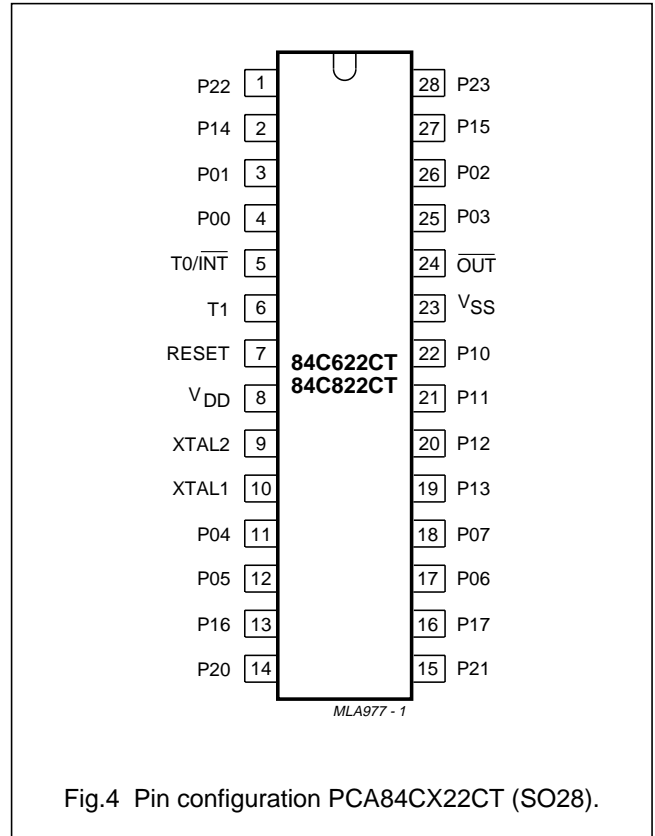 P22 1 28 P23
P14 2 27 P15
P01 3 26 P02
P00 4 25 P03
T0/I̅N̅T̅ 5 24 O̅U̅T̅
T1 6 23 VSS
RESET 7 22 P10
84C622CT
84C822CT
VDD 8 21 P11
XTAL2 9 20 P12
XTAL1 10 19 P13
P04 11 18 P07
P05 12 17 P06
P16 13 16 P17
P20 14 15 P21
MLA977 - 1
Fig.4 Pin configuration PCA84CX22CT (SO28).